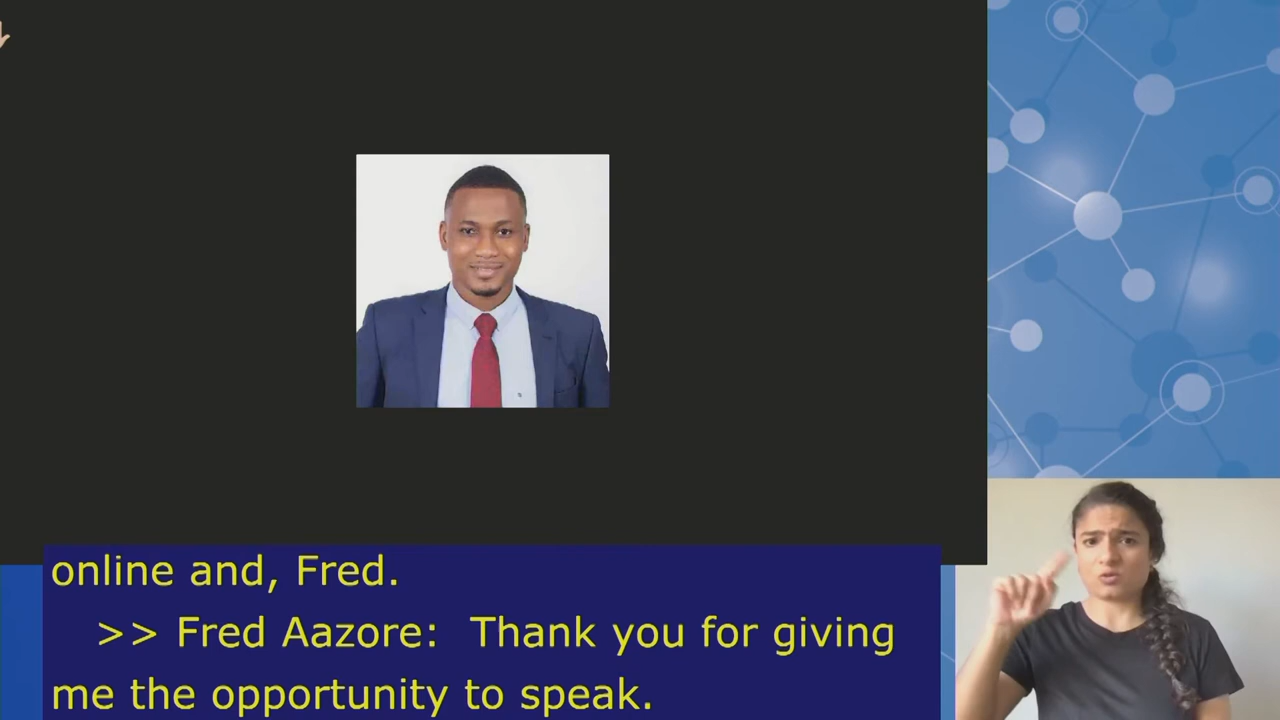 online and, Fred.
>> Fred Aazore: Thank you for giving
me the opportunity to speak.